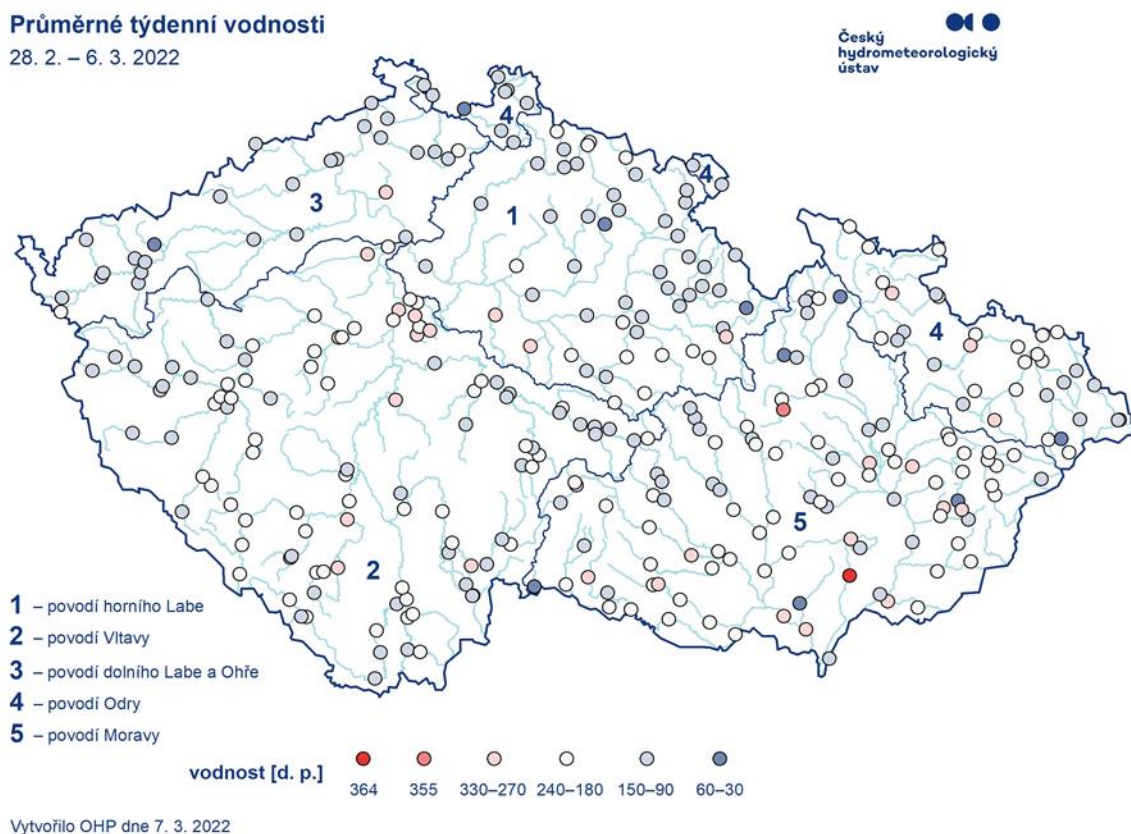 Průměrné týdenní vodnosti
28. 2. – 6. 3. 2022
Český
hydrometeorologický
ústav
4
4
3
1
4
5
2
1 – povodí horního Labe
2 – povodí Vltavy
3 – povodí dolního Labe a Ohře
4 – povodí Odry
5 – povodí Moravy
vodnost [d. p.]
364 355 330–270 240–180 150–90 60–30
Vytvořilo OHP dne 7. 3. 2022